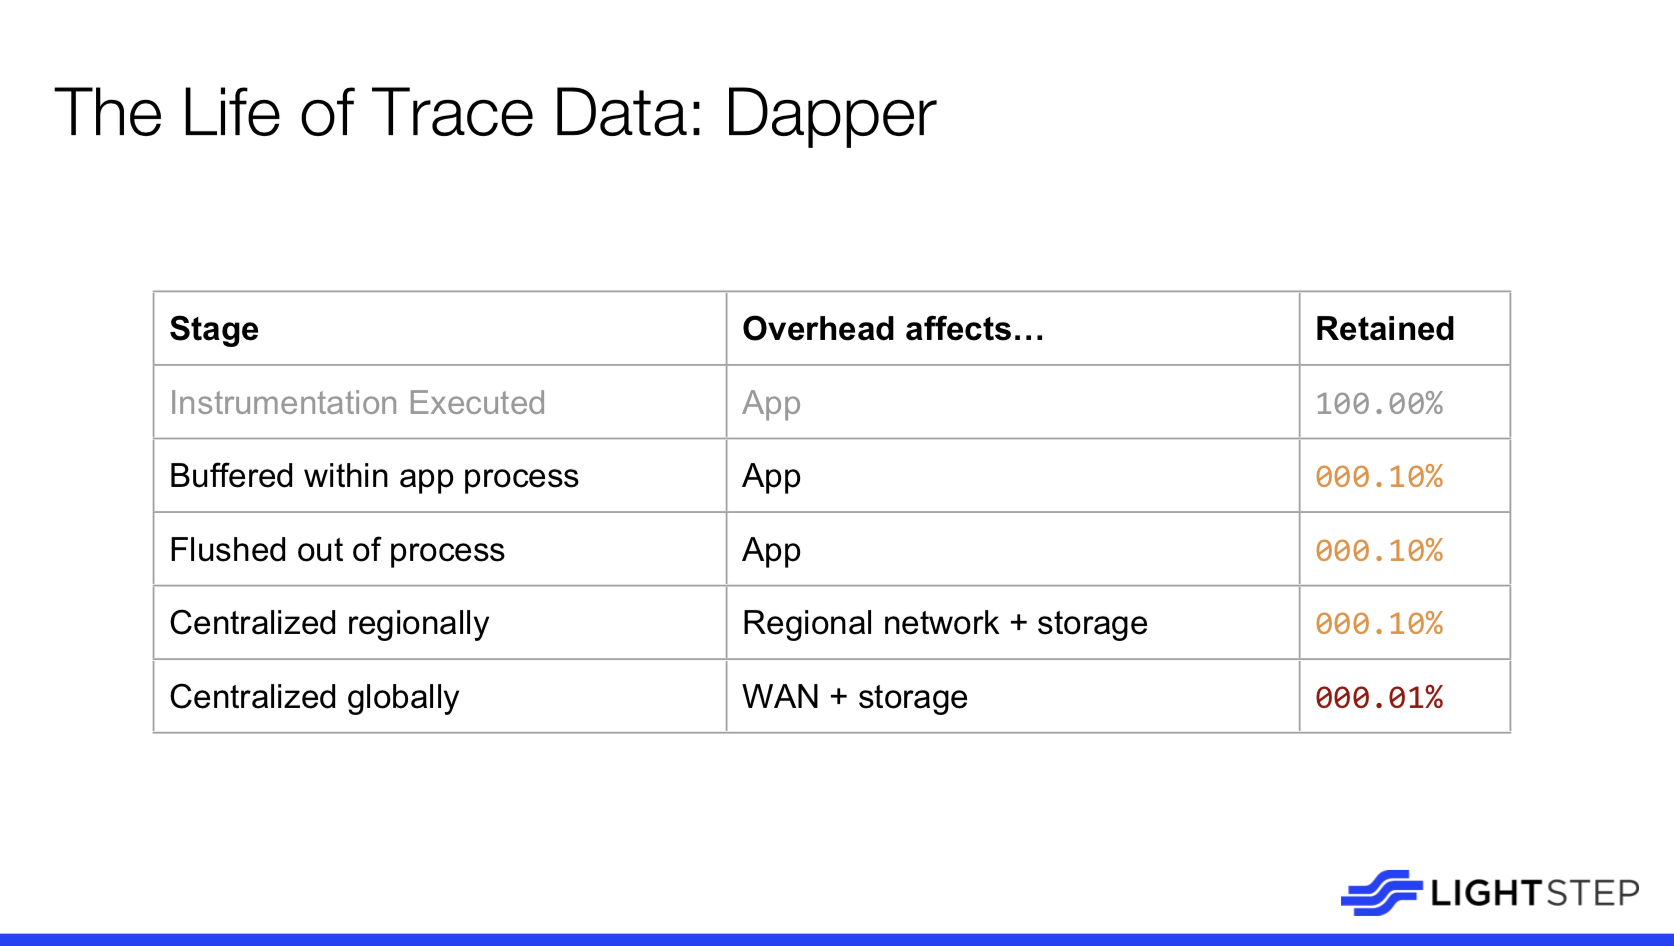 The Life of Trace Data: Dapper
Stage Overhead affects… Retained
Instrumentation Executed App 100.00%
Buffered within app process App 000.10%
Flushed out of process App 000.10%
Centralized regionally Regional network + storage 000.10%
Centralized globally WAN + storage 000.01%
LIGHTSTEP